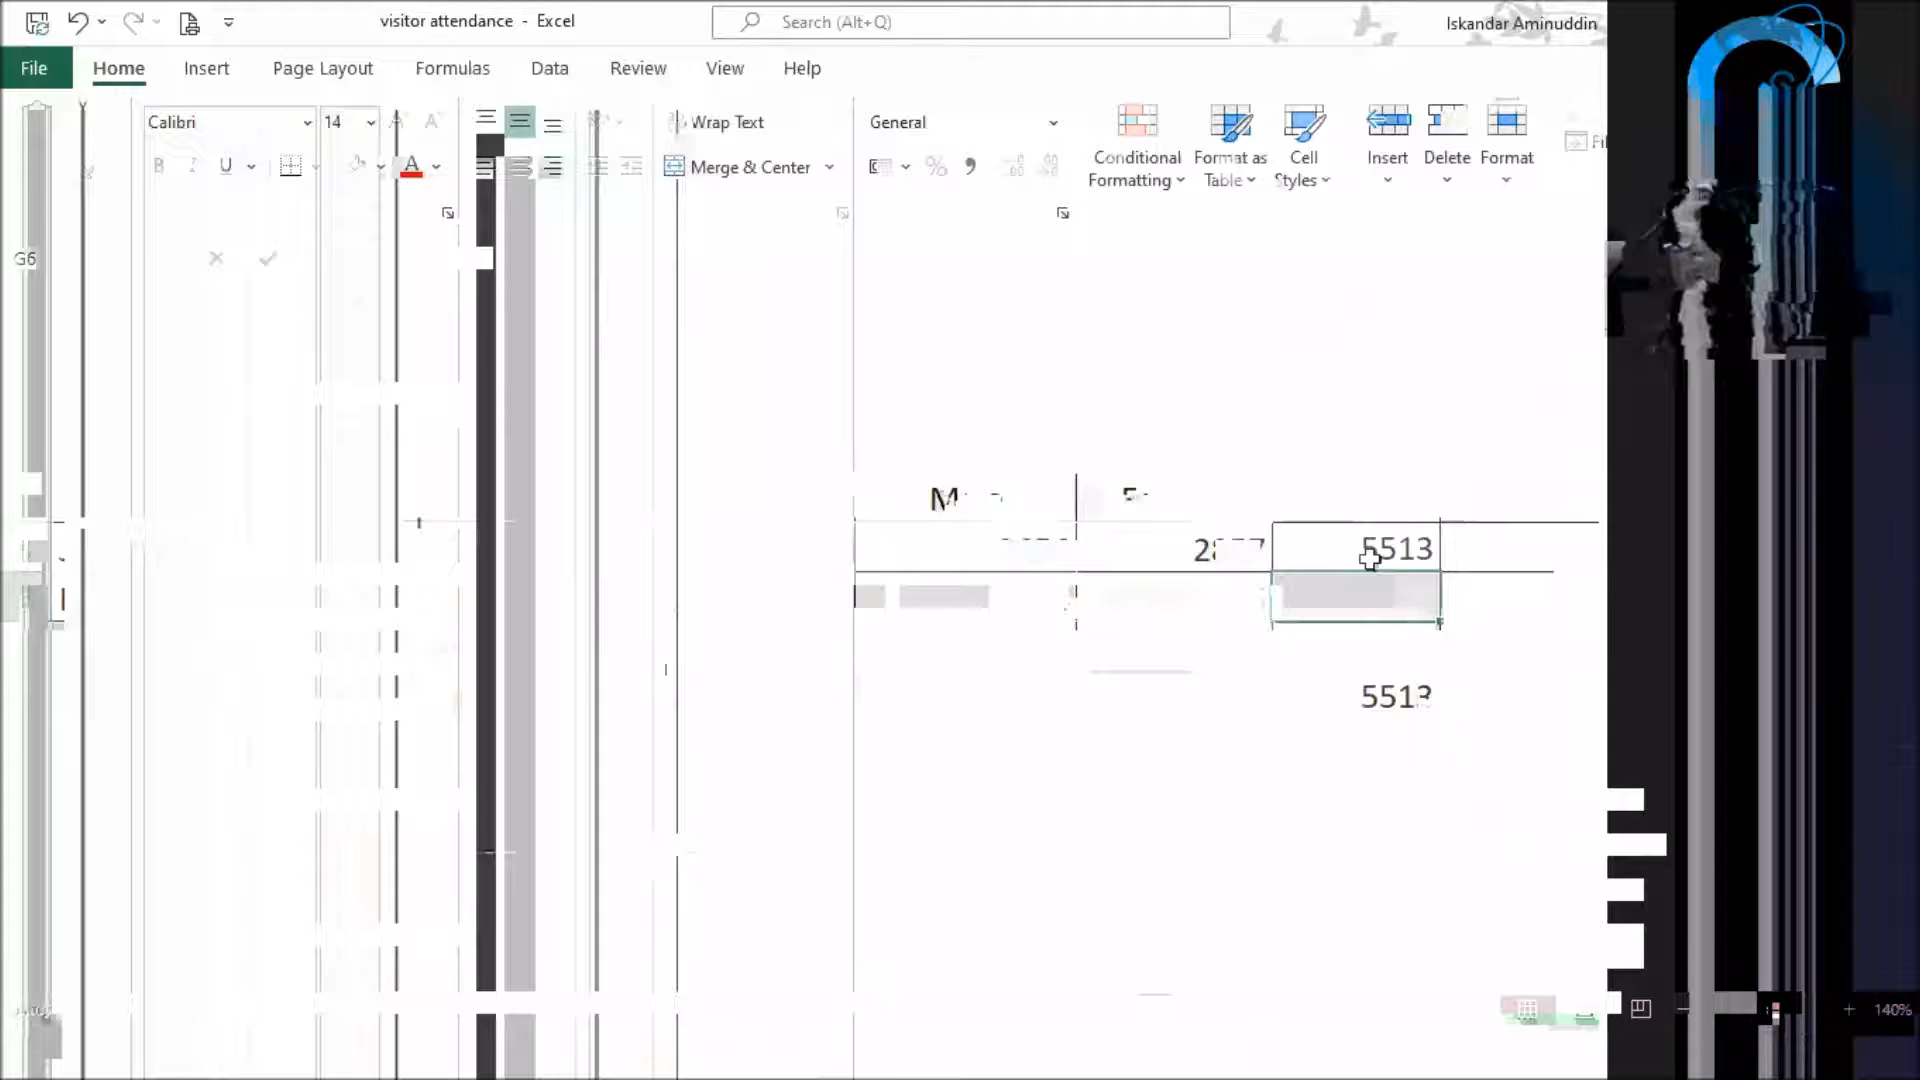 visitor attendance - Excel
Search (Alt+Q)
Iskandar Aminuddin
File Home Insert Page Layout Formulas Data Review View Help
Calibri 14 Wrap Text General
B I U A Merge & Center % 9
Conditional Formatting
Format as Table
Cell Styles
Insert Delete Format
G6
5513
5513
140%